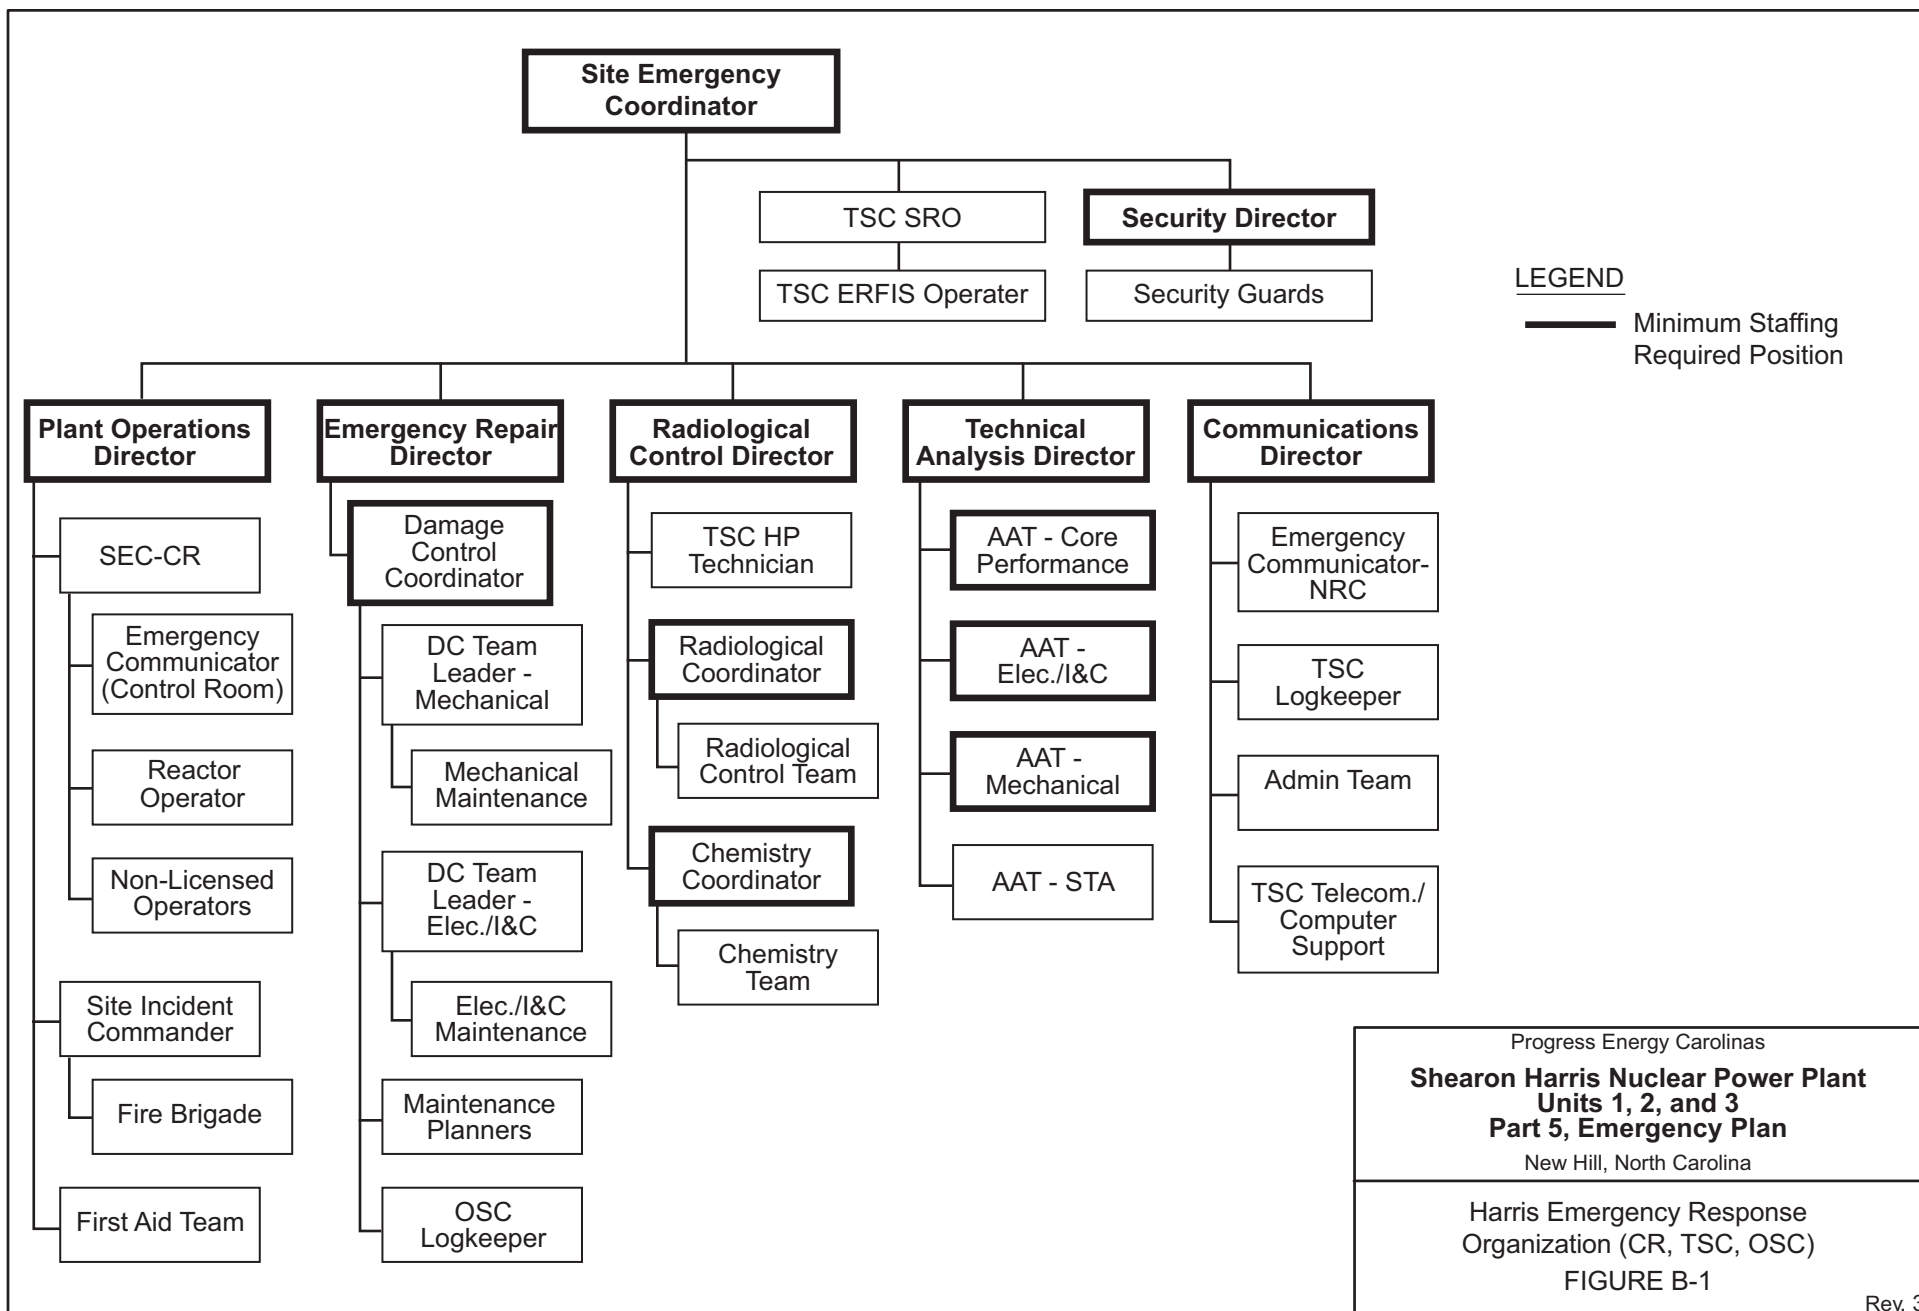 Site Emergency
Coordinator
TSC SRO
Security Director
TSC ERFIS Operater
Security Guards
LEGEND
Minimum Staffing
Required Position
Plant Operations
Director
Emergency Repair
Director
Radiological
Control Director
Technical
Analysis Director
Communications
Director
SEC-CR
Emergency
Communicator
(Control Room)
Reactor
Operator
Non-Licensed
Operators
Site Incident
Commander
Fire Brigade
First Aid Team
Damage
Control
Coordinator
DC Team
Leader -
Mechanical
Mechanical
Maintenance
DC Team
Leader -
Elec./I&C
Elec./I&C
Maintenance
Maintenance
Planners
OSC
Logkeeper
TSC HP
Technician
Radiological
Coordinator
Radiological
Control Team
Chemistry
Coordinator
Chemistry
Team
AAT - Core
Performance
AAT -
Elec./I&C
AAT -
Mechanical
AAT - STA
Emergency
Communicator-
NRC
TSC
Logkeeper
Admin Team
TSC Telecom./
Computer
Support
Progress Energy Carolinas
Shearon Harris Nuclear Power Plant
Units 1, 2, and 3
Part 5, Emergency Plan
New Hill, North Carolina
Harris Emergency Response
Organization (CR, TSC, OSC)
FIGURE B-1
Rev. 3